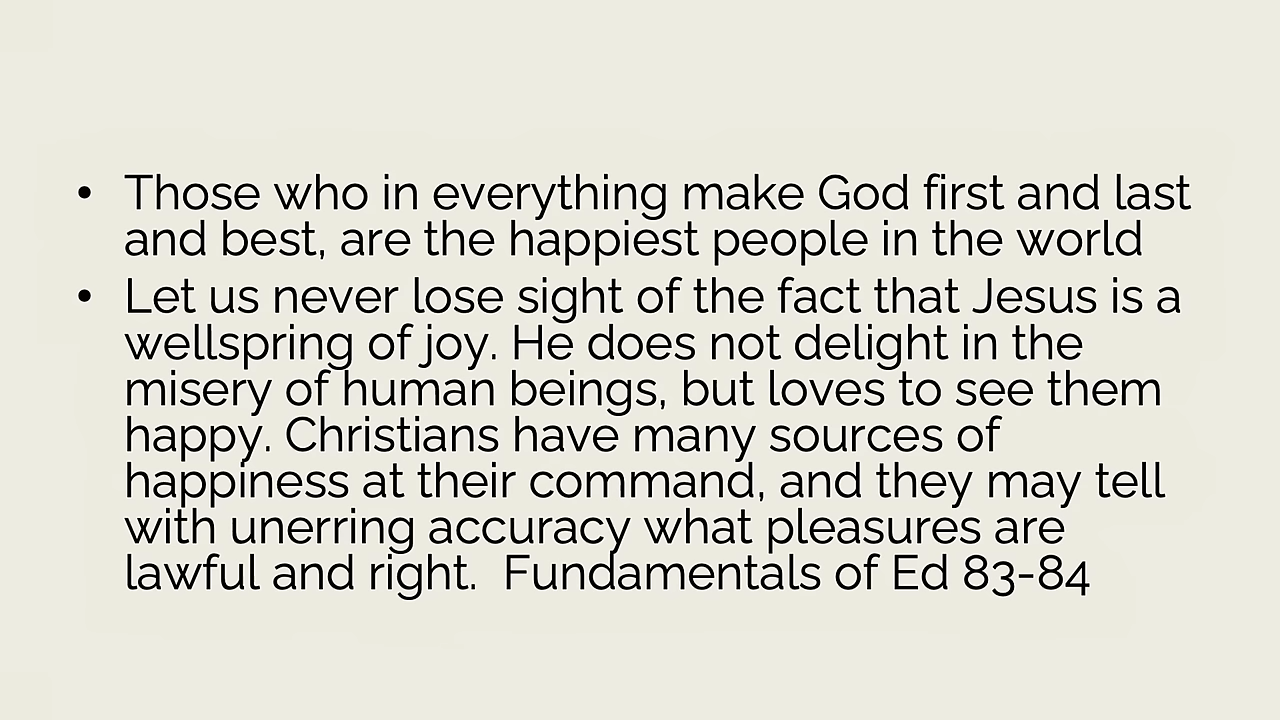 • Those who in everything make God first and last
and best, are the happiest people in the world
• Let us never lose sight of the fact that Jesus is a
wellspring of joy. He does not delight in the
misery of human beings, but loves to see them
happy. Christians have many sources of
happiness at their command, and they may tell
with unerring accuracy what pleasures are
lawful and right.  Fundamentals of Ed 83-84